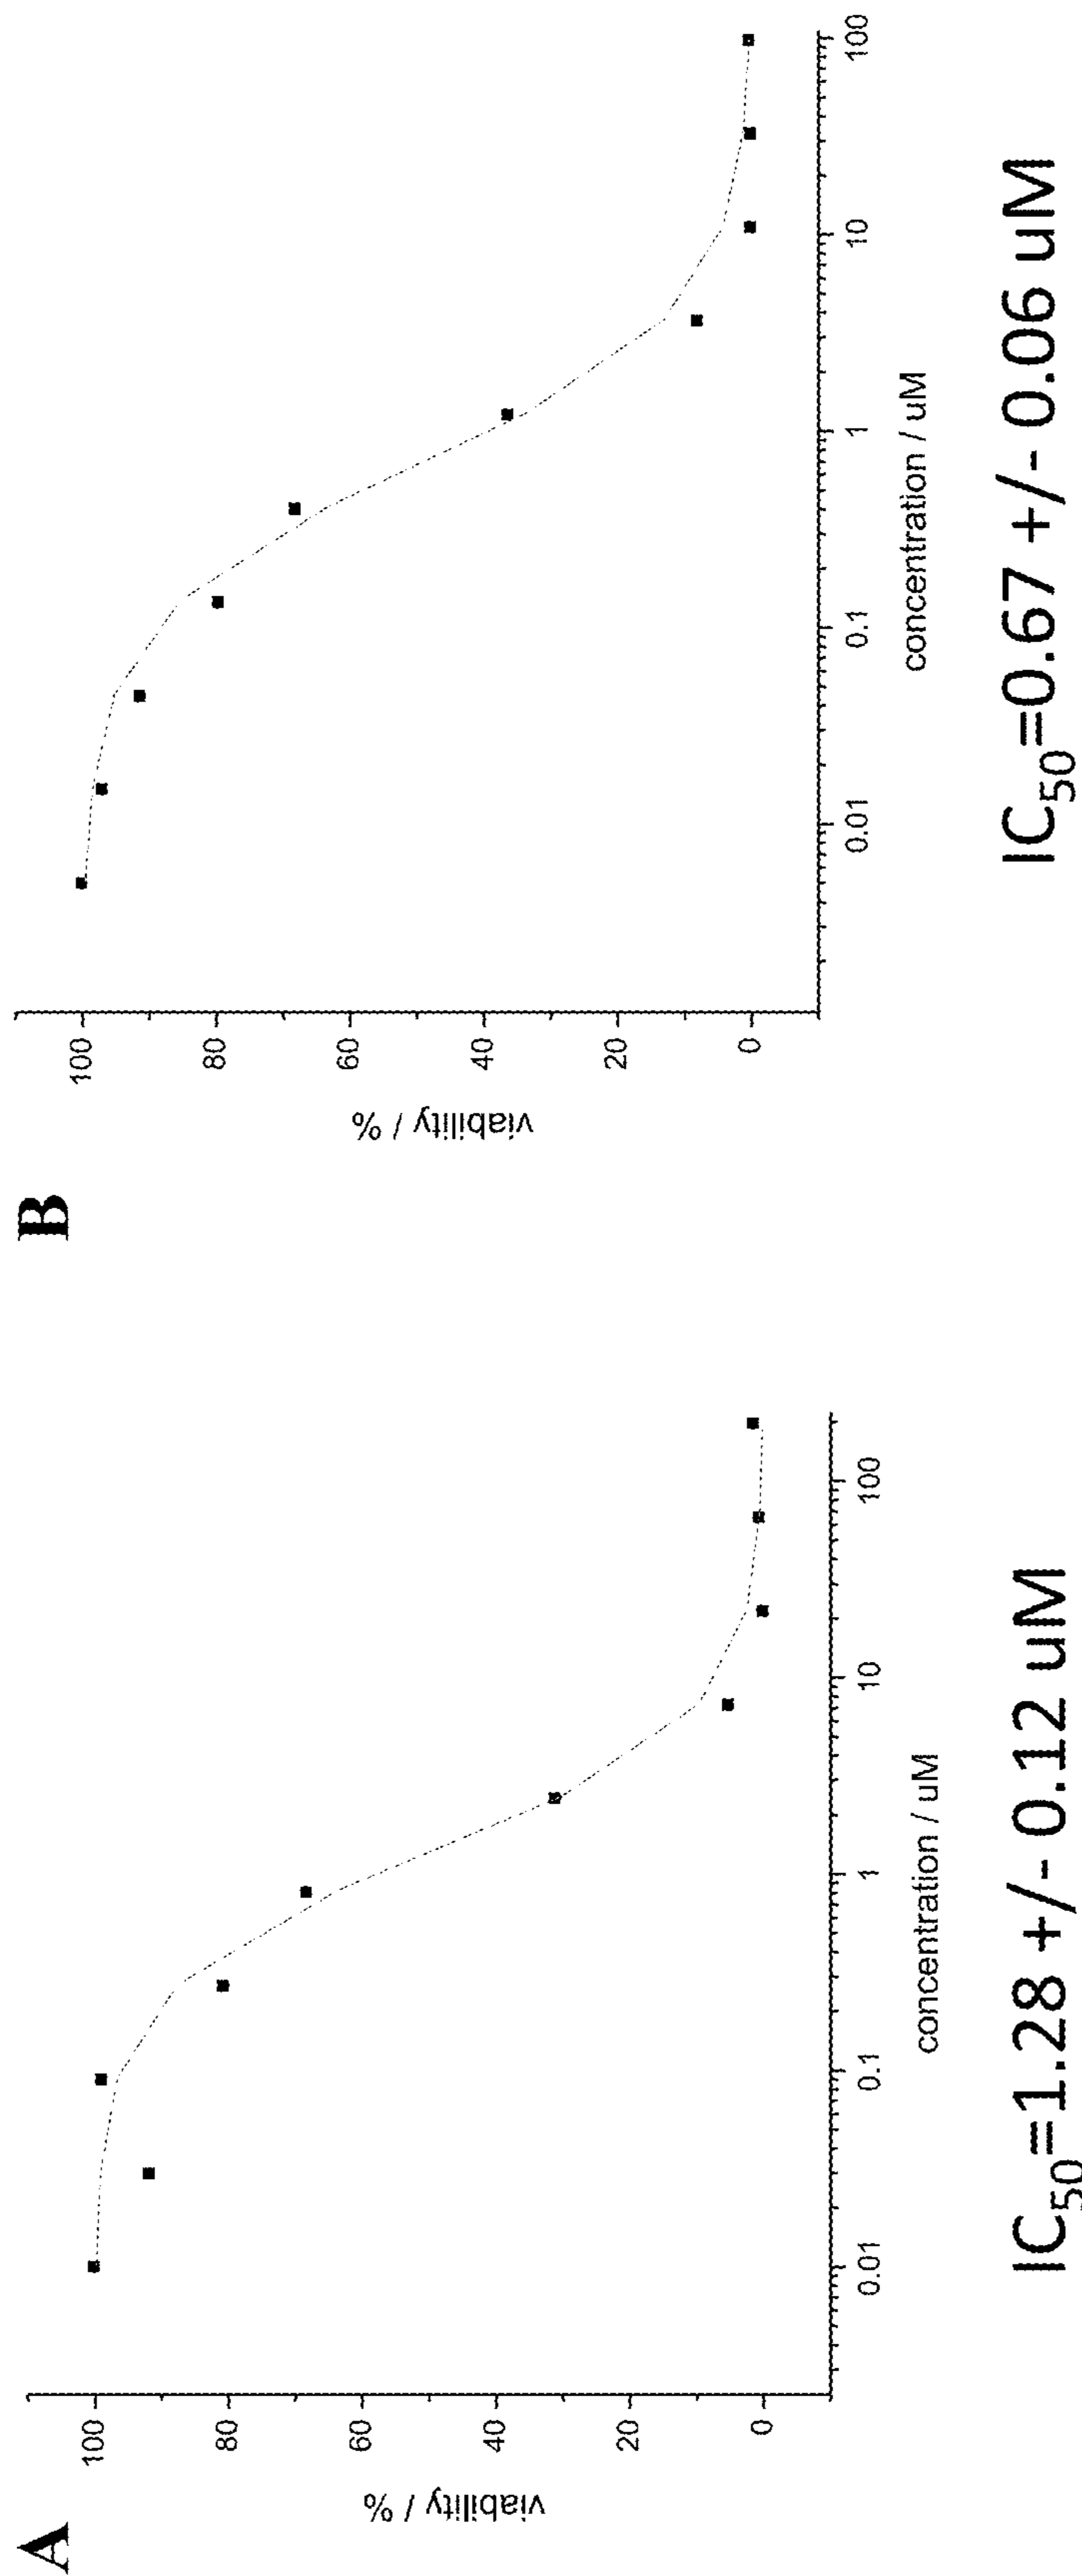 A
viability / %
100
80
60
40
20
0
0.01
0.1
1
10
100
concentration / uM
IC50=1.28 +/- 0.12 uM
B
viability / %
100
80
60
40
20
0
0.01
0.1
1
10
100
concentration / uM
IC50=0.67 +/- 0.06 uM